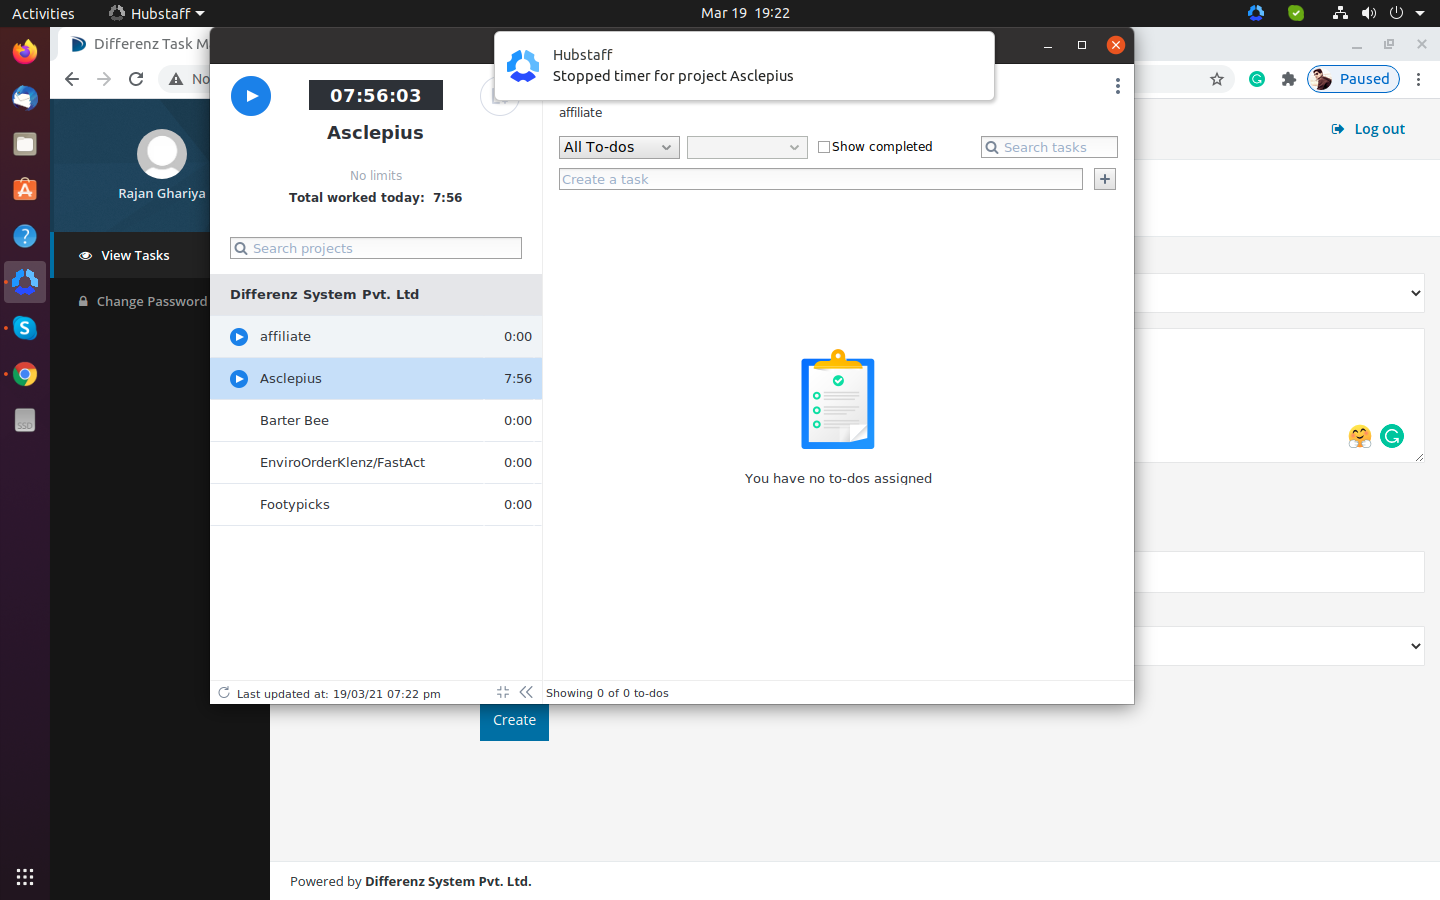 Activities
Hubstaff
Mar 19 19:22
Differenz Task M
No
Paused
Hubstaff
Stopped timer for project Asclepius
07:56:03
Asclepius
No limits
Total worked today: 7:56
Search projects
Differenz System Pvt. Ltd
affiliate 0:00
Asclepius 7:56
Barter Bee 0:00
EnviroOrderKlenz/FastAct 0:00
Footypicks 0:00
Last updated at: 19/03/21 07:22 pm
affiliate
All To-dos
Show completed
Search tasks
Create a task
You have no to-dos assigned
Showing 0 of 0 to-dos
Rajan Ghariya
View Tasks
Change Password
Log out
Create
Powered by Differenz System Pvt. Ltd.
SSD